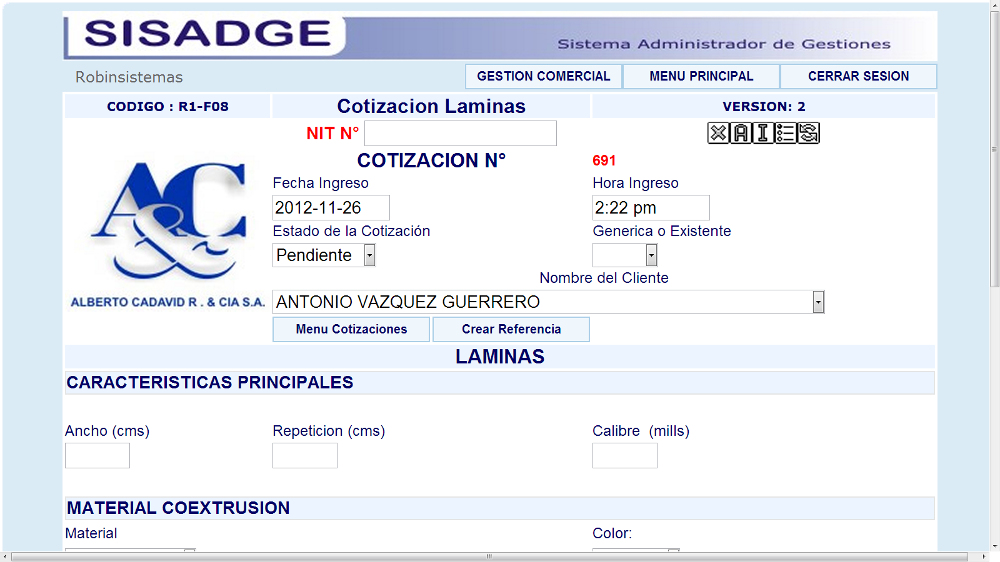 SISADGE
Sistema Administrador de Gestiones
Robinsistemas
GESTION COMERCIAL MENU PRINCIPAL CERRAR SESION
CODIGO : R1-F08 Cotizacion Laminas VERSION: 2
NIT N° X A I
COTIZACION N° 691
A&C
ALBERTO CADAVID R . & CIA S.A.
Fecha Ingreso Hora Ingreso
2012-11-26 2:22 pm
Estado de la Cotización Generica o Existente
Pendiente
Nombre del Cliente
ANTONIO VAZQUEZ GUERRERO
Menu Cotizaciones Crear Referencia
LAMINAS
CARACTERISTICAS PRINCIPALES
Ancho (cms) Repeticion (cms) Calibre (mills)
MATERIAL COEXTRUSION
Material Color: